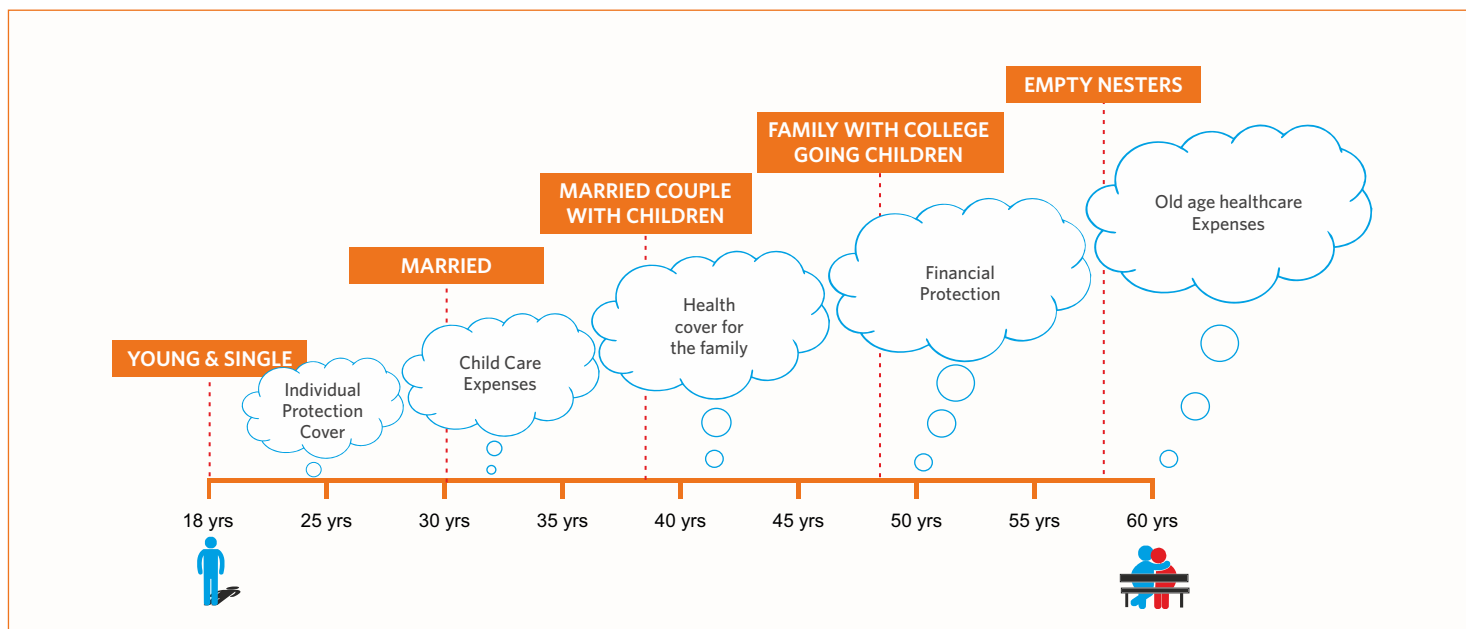 EMPTY NESTERS
FAMILY WITH COLLEGE
GOING CHILDREN
MARRIED COUPLE
WITH CHILDREN
MARRIED
YOUNG & SINGLE
Individual
Protection
Cover
Child Care
Expenses
Health
cover for
the family
Financial
Protection
Old age healthcare
Expenses
18 yrs
25 yrs
30 yrs
35 yrs
40 yrs
45 yrs
50 yrs
55 yrs
60 yrs